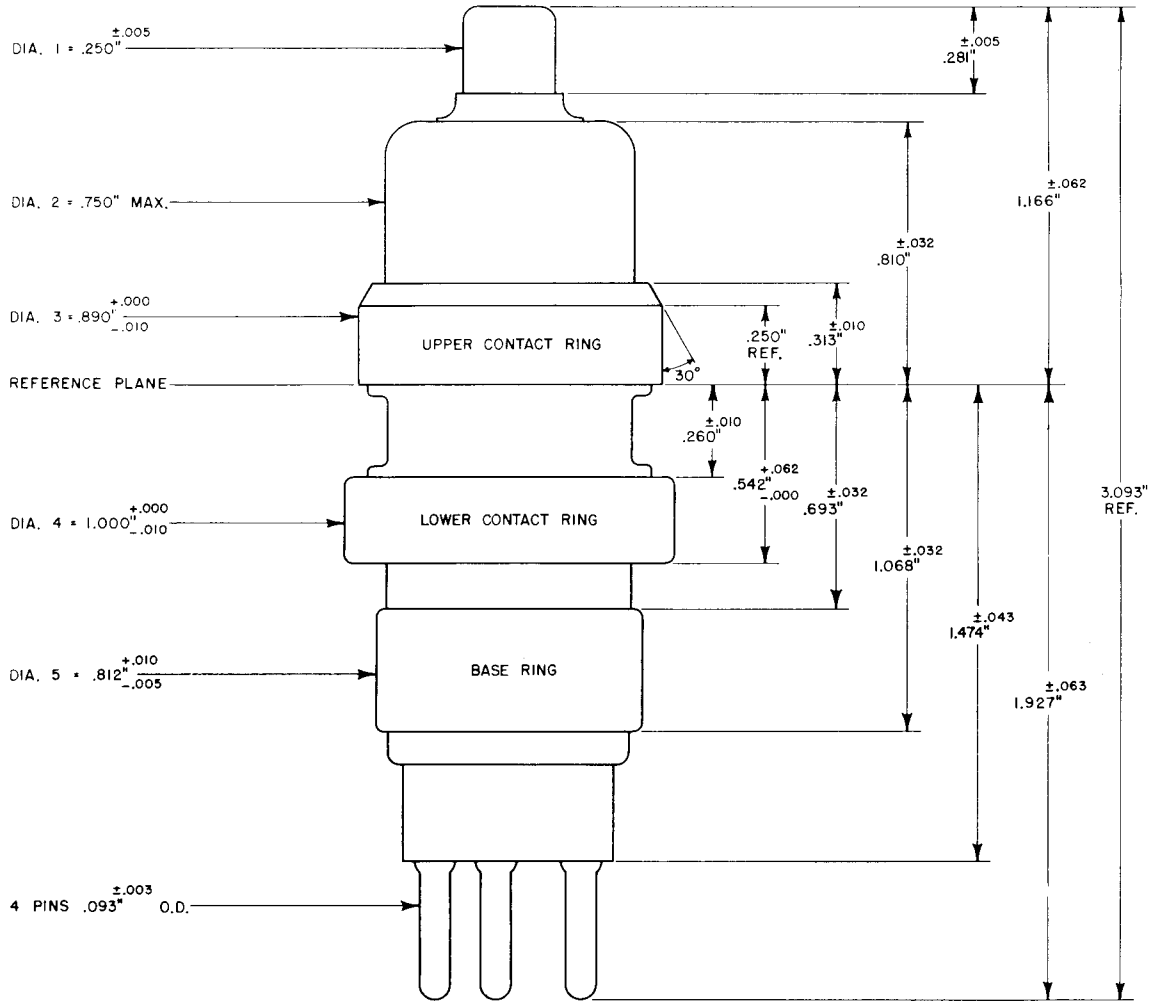 DIA. 1 = .250" ±.005
±.005
.281"
DIA. 2 = .750" MAX.
±.062
1.166"
±.032
.810"
DIA. 3 = .890" +.000
-.010
UPPER CONTACT RING
.250"
REF.
±.010
.313"
30°
REFERENCE PLANE
±.010
.260"
.542" +.062
-.000
±.032
.693"
3.093"
REF.
DIA. 4 = 1.000" +.000
-.010
LOWER CONTACT RING
±.032
1.068"
±.043
1.474"
DIA. 5 = .812" +.010
-.005
BASE RING
±.063
1.927"
4 PINS .093" ±.003 O.D.